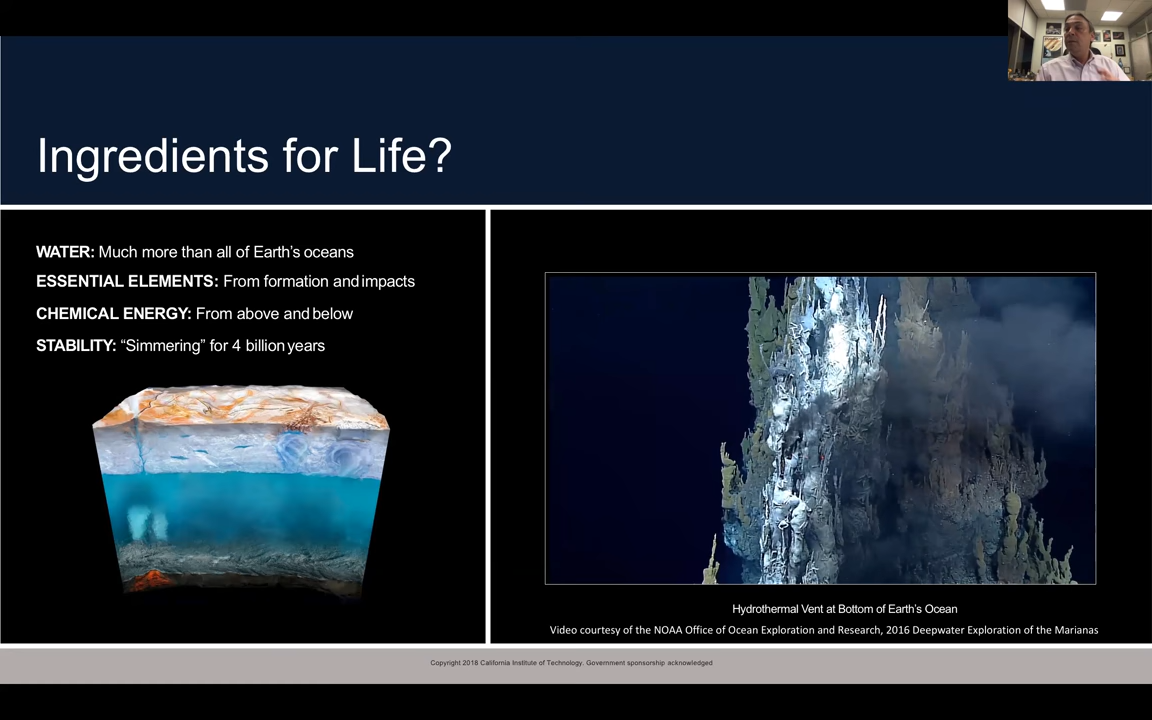 Ingredients for Life?
WATER: Much more than all of Earth's oceans
ESSENTIAL ELEMENTS: From formation and impacts
CHEMICAL ENERGY: From above and below
STABILITY: “Simmering” for 4 billion years
Hydrothermal Vent at Bottom of Earth's Ocean
Video courtesy of the NOAA Office of Ocean Exploration and Research, 2016 Deepwater Exploration of the Marianas
Copyright 2018 California Institute of Technology. Government sponsorship acknowledged